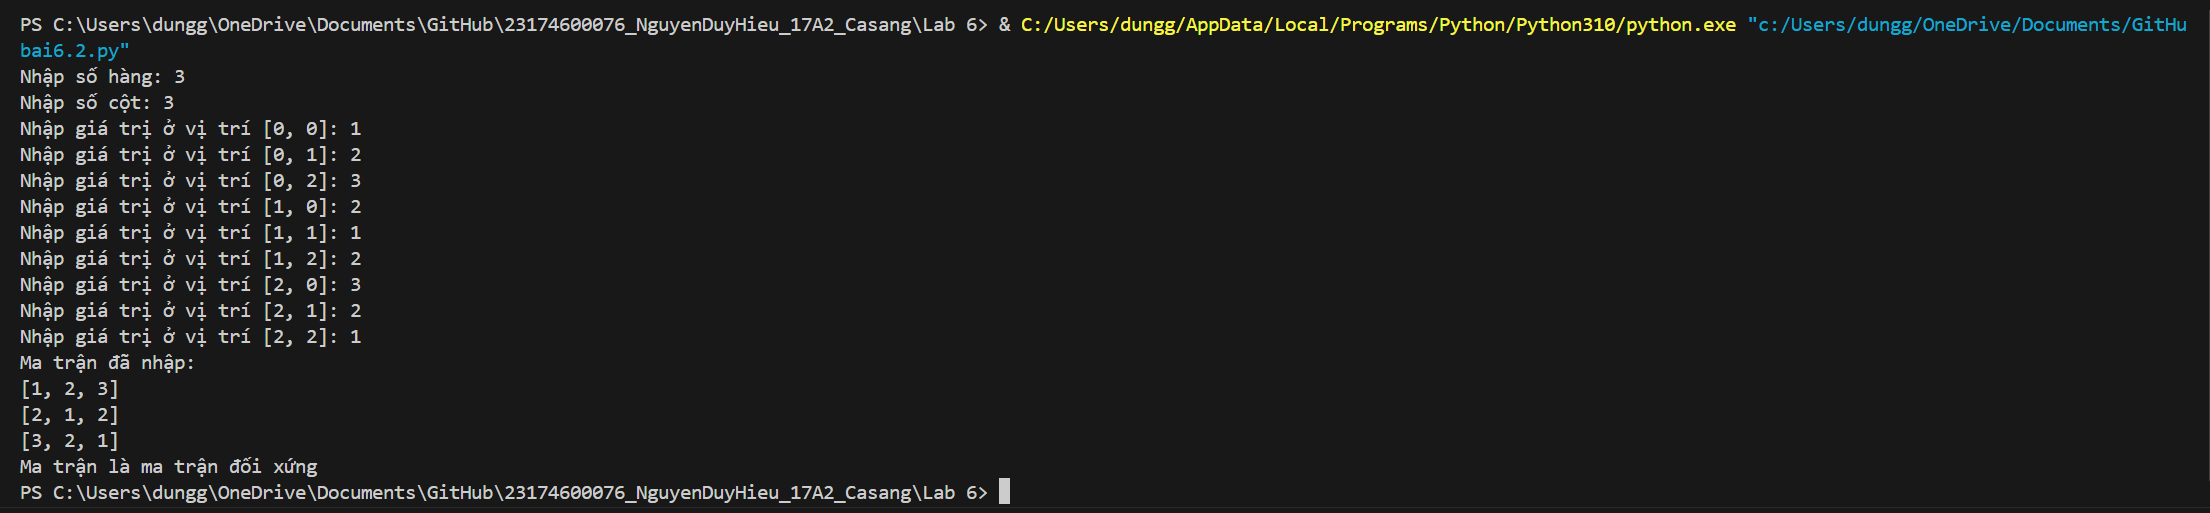 PS C:\Users\dungg\OneDrive\Documents\GitHub\23174600076_NguyenDuyHieu_17A2_Casang\Lab 6> & C:/Users/dungg/AppData/Local/Programs/Python/Python310/python.exe "c:/Users/dungg/OneDrive/Documents/GitHu
bai6.2.py"
Nhập số hàng: 3
Nhập số cột: 3
Nhập giá trị ở vị trí [0, 0]: 1
Nhập giá trị ở vị trí [0, 1]: 2
Nhập giá trị ở vị trí [0, 2]: 3
Nhập giá trị ở vị trí [1, 0]: 2
Nhập giá trị ở vị trí [1, 1]: 1
Nhập giá trị ở vị trí [1, 2]: 2
Nhập giá trị ở vị trí [2, 0]: 3
Nhập giá trị ở vị trí [2, 1]: 2
Nhập giá trị ở vị trí [2, 2]: 1
Ma trận đã nhập:
[1, 2, 3]
[2, 1, 2]
[3, 2, 1]
Ma trận là ma trận đối xứng
PS C:\Users\dungg\OneDrive\Documents\GitHub\23174600076_NguyenDuyHieu_17A2_Casang\Lab 6>